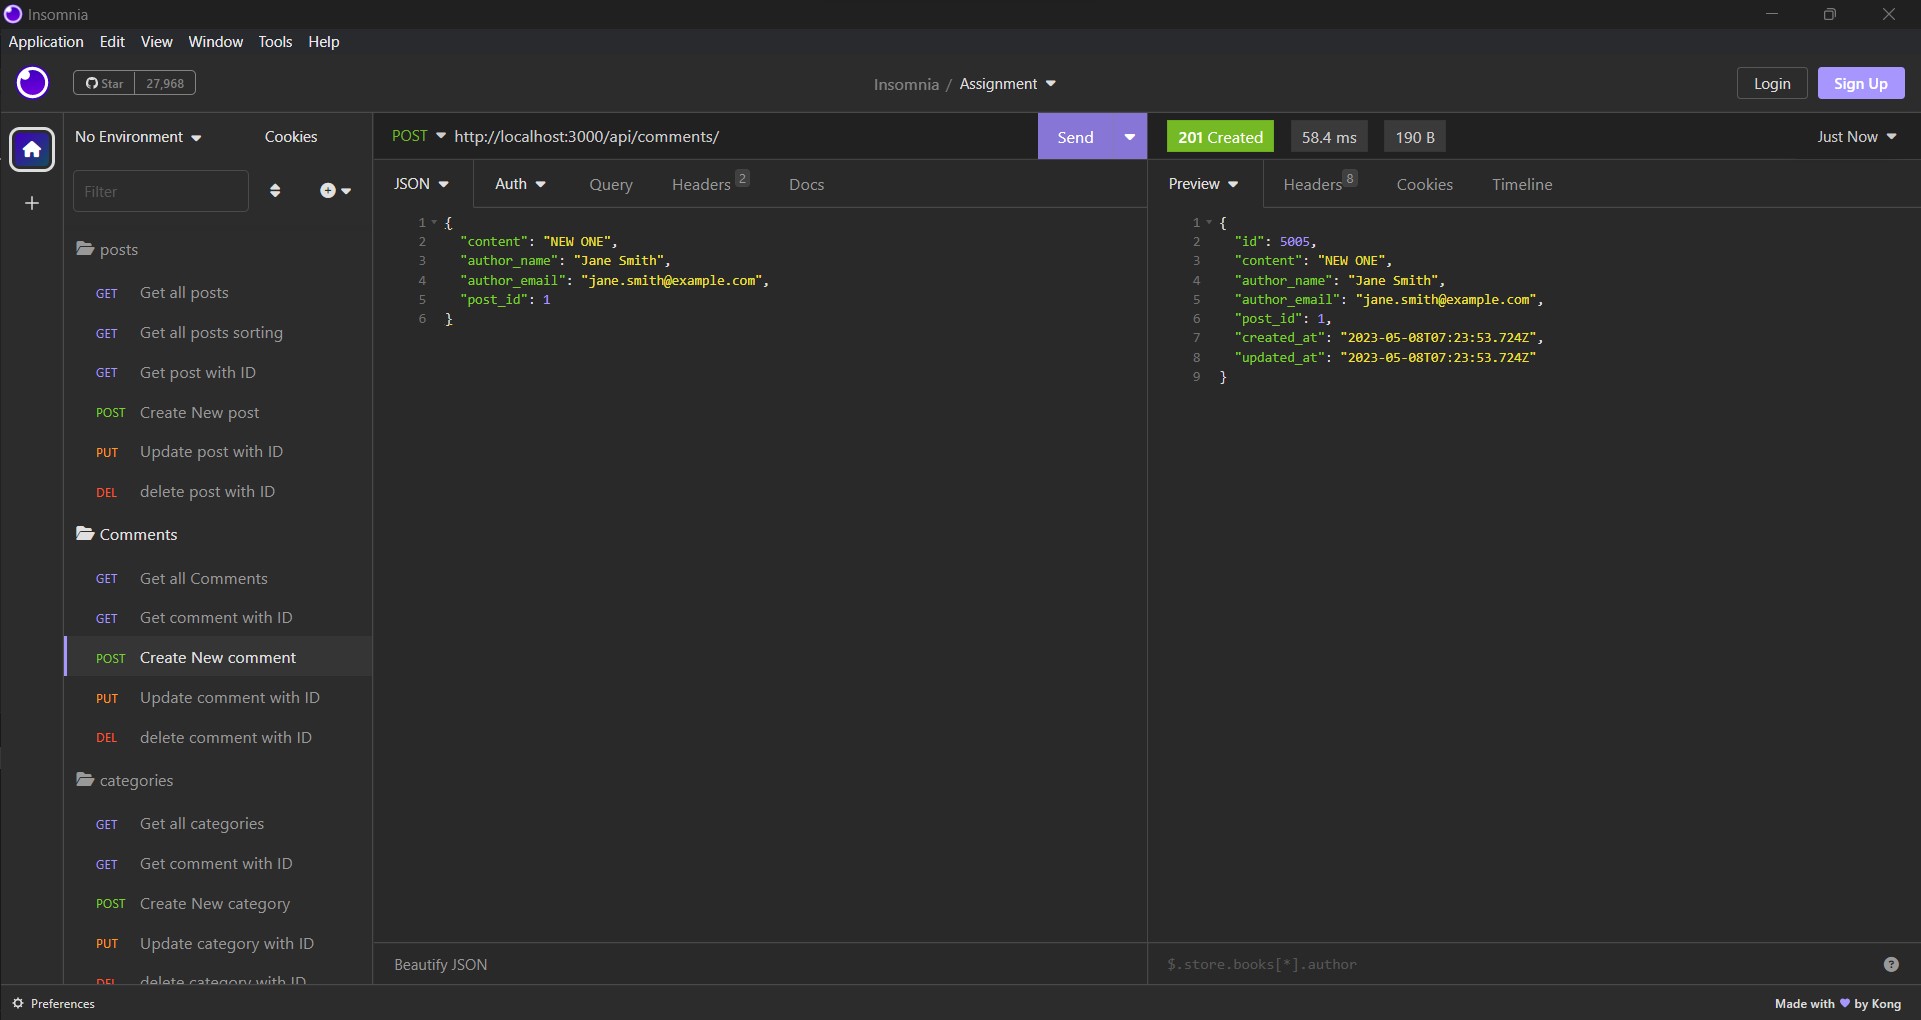 Insomnia
Application Edit View Window Tools Help
Star 27,968
Insomnia / Assignment
Login Sign Up
No Environment Cookies
Filter
posts
GET Get all posts
GET Get all posts sorting
GET Get post with ID
POST Create New post
PUT Update post with ID
DEL delete post with ID
Comments
GET Get all Comments
GET Get comment with ID
POST Create New comment
PUT Update comment with ID
DEL delete comment with ID
categories
GET Get all categories
GET Get comment with ID
POST Create New category
PUT Update category with ID
DEL delete category with ID
POST http://localhost:3000/api/comments/ Send
JSON Auth Query Headers 2 Docs
1 {
2 "content": "NEW ONE",
3 "author_name": "Jane Smith",
4 "author_email": "jane.smith@example.com",
5 "post_id": 1
6 }
Beautify JSON
201 Created 58.4 ms 190 B Just Now
Preview Headers 8 Cookies Timeline
1 {
2 "id": 5005,
3 "content": "NEW ONE",
4 "author_name": "Jane Smith",
5 "author_email": "jane.smith@example.com",
6 "post_id": 1,
7 "created_at": "2023-05-08T07:23:53.724Z",
8 "updated_at": "2023-05-08T07:23:53.724Z"
9 }
$.store.books[*].author ?
Preferences
Made with 💜 by Kong